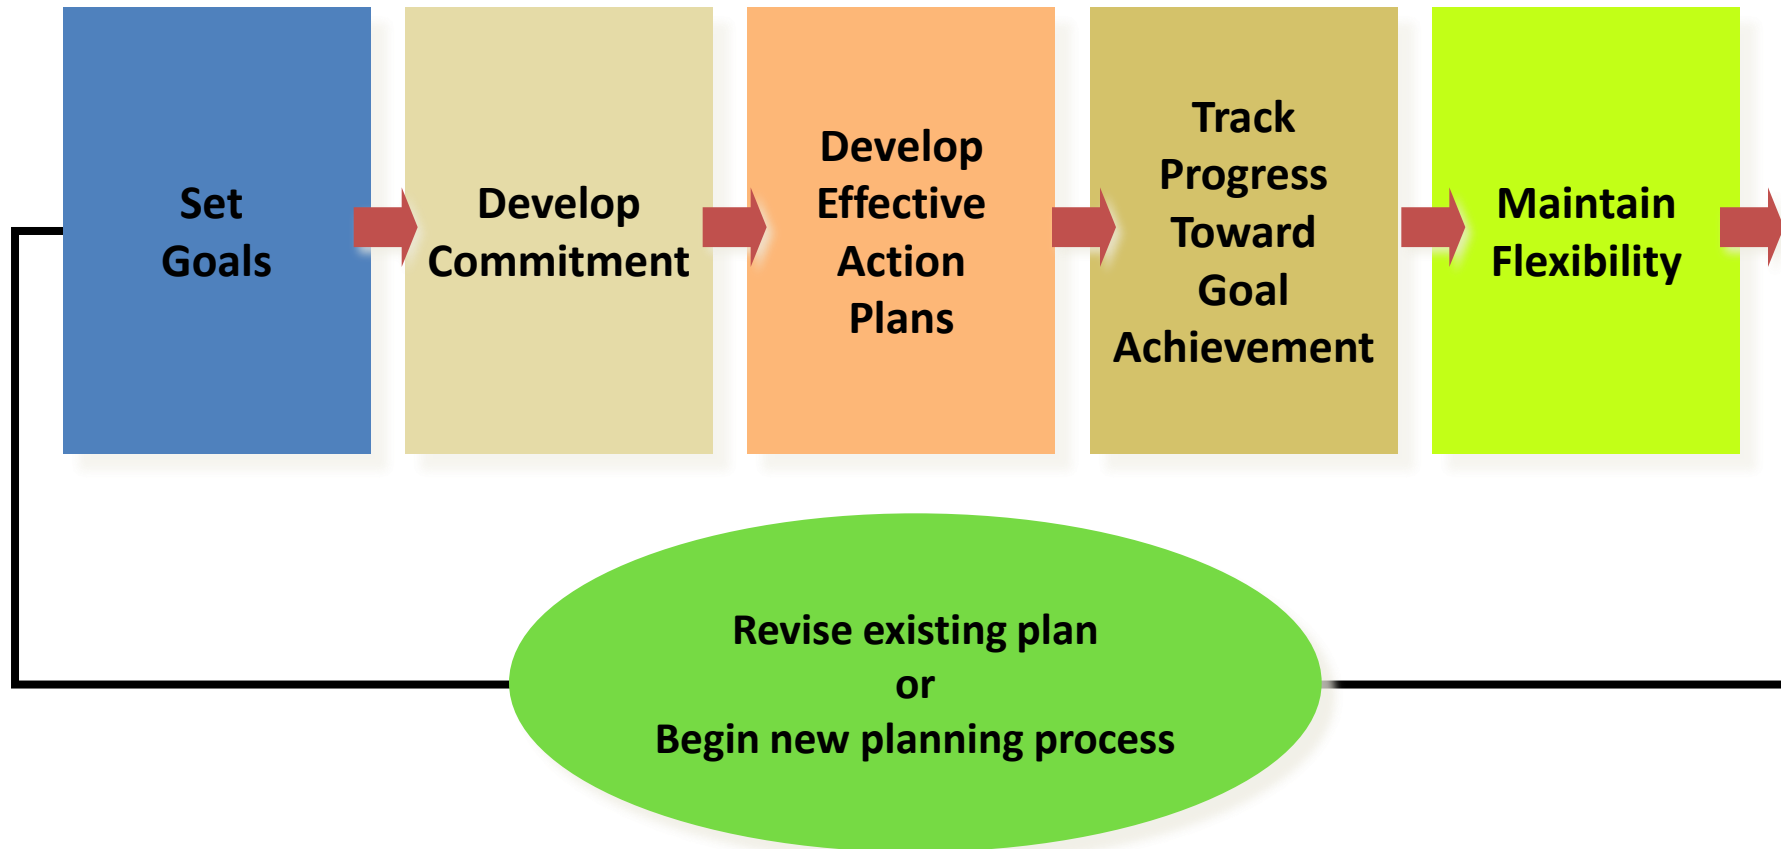 Set
Goals
Develop
Commitment
Develop
Effective
Action
Plans
Track
Progress
Toward
Goal
Achievement
Maintain
Flexibility
Revise existing plan
or
Begin new planning process